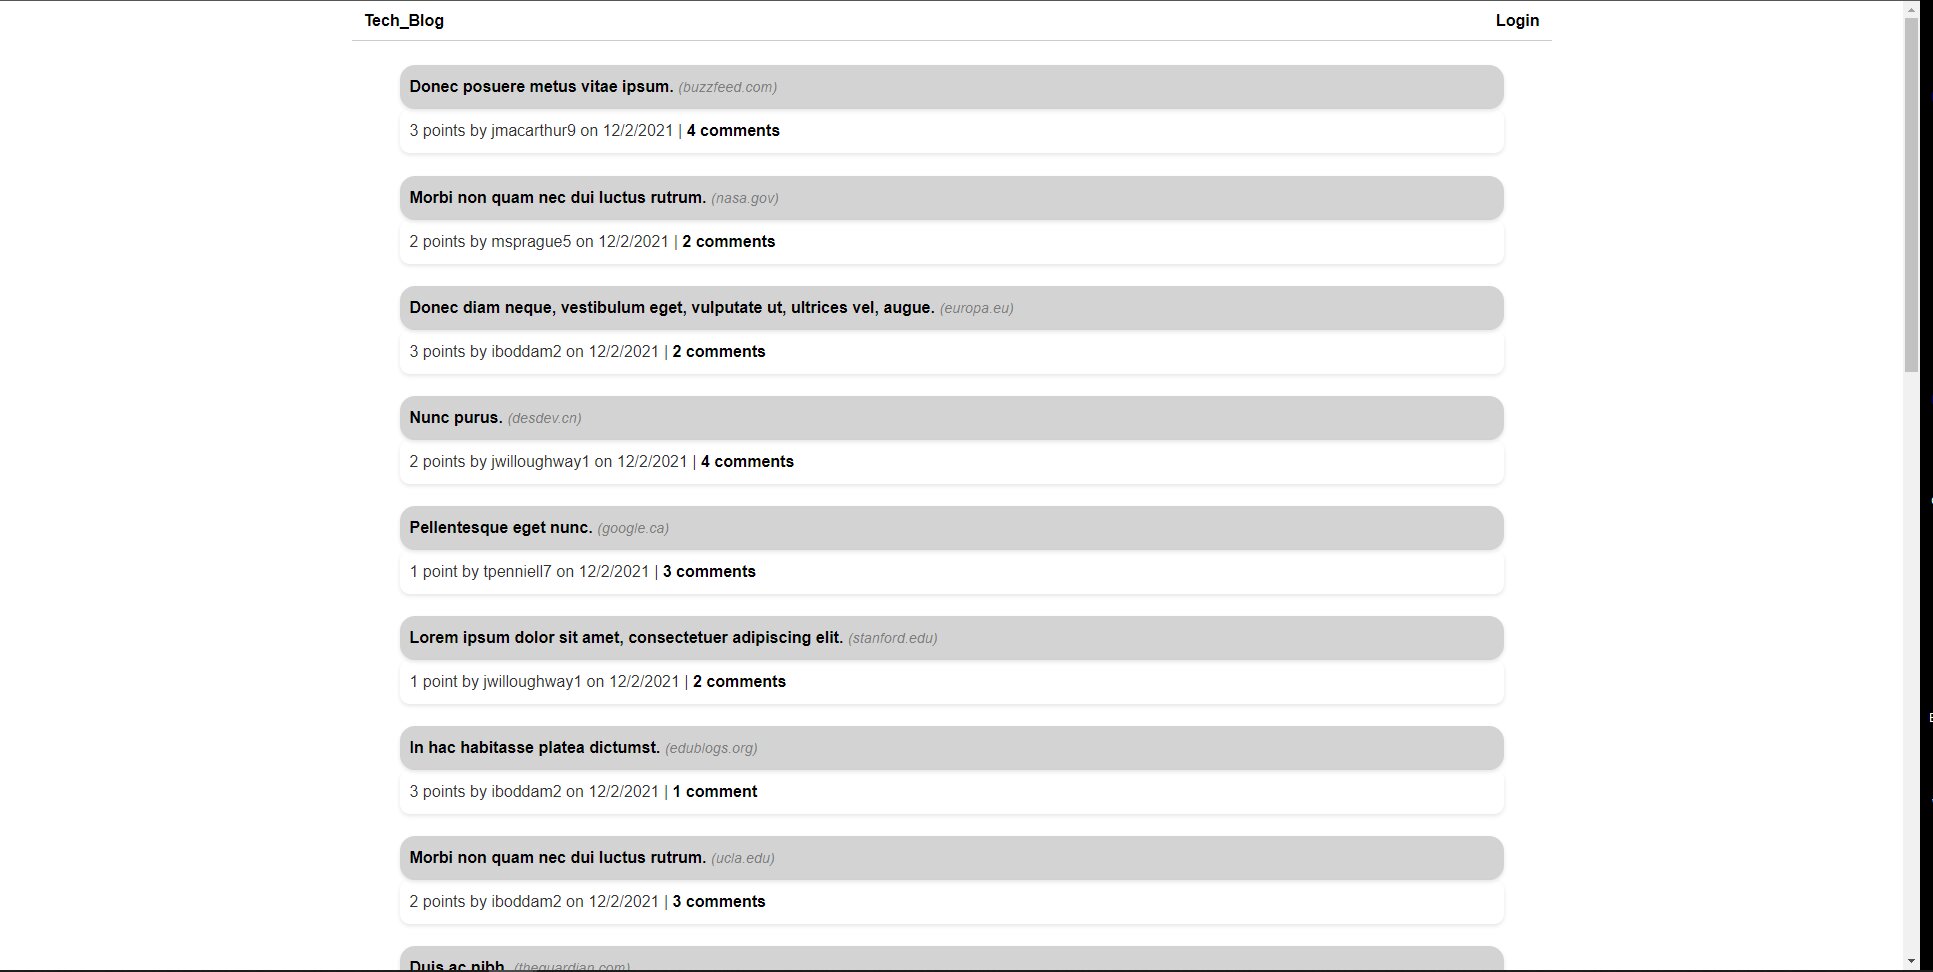 Tech_Blog Login
Donec posuere metus vitae ipsum. (buzzfeed.com)
3 points by jmacarthur9 on 12/2/2021 | 4 comments
Morbi non quam nec dui luctus rutrum. (nasa.gov)
2 points by msprague5 on 12/2/2021 | 2 comments
Donec diam neque, vestibulum eget, vulputate ut, ultrices vel, augue. (europa.eu)
3 points by iboddam2 on 12/2/2021 | 2 comments
Nunc purus. (desdev.cn)
2 points by jwilloughway1 on 12/2/2021 | 4 comments
Pellentesque eget nunc. (google.ca)
1 point by tpenniell7 on 12/2/2021 | 3 comments
Lorem ipsum dolor sit amet, consectetuer adipiscing elit. (stanford.edu)
1 point by jwilloughway1 on 12/2/2021 | 2 comments
In hac habitasse platea dictumst. (edublogs.org)
3 points by iboddam2 on 12/2/2021 | 1 comment
Morbi non quam nec dui luctus rutrum. (ucla.edu)
2 points by iboddam2 on 12/2/2021 | 3 comments
Duis ac nibh. (theguardian.com)